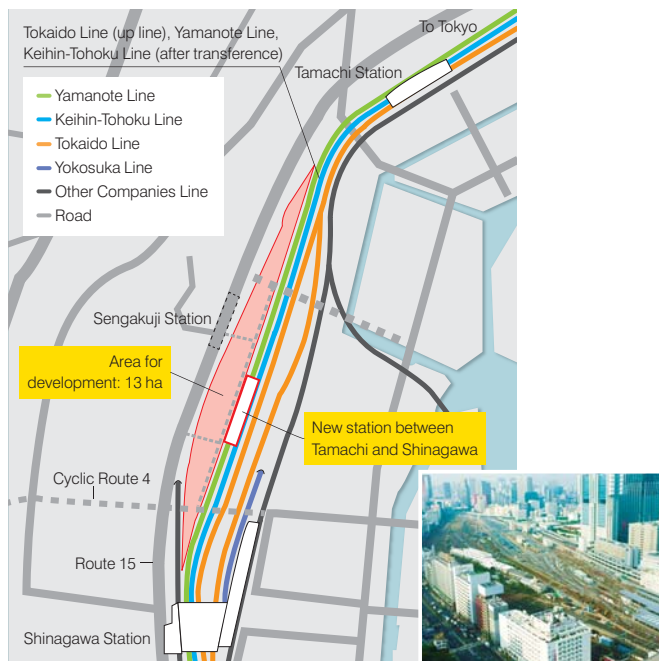 Tokaido Line (up line), Yamanote Line,
Keihin-Tohoku Line (after transference)
To Tokyo
Tamachi Station
Yamanote Line
Keihin-Tohoku Line
Tokaido Line
Yokosuka Line
Other Companies Line
Road
Sengakuji Station
Area for
development: 13 ha
New station between
Tamachi and Shinagawa
Cyclic Route 4
Route 15
Shinagawa Station